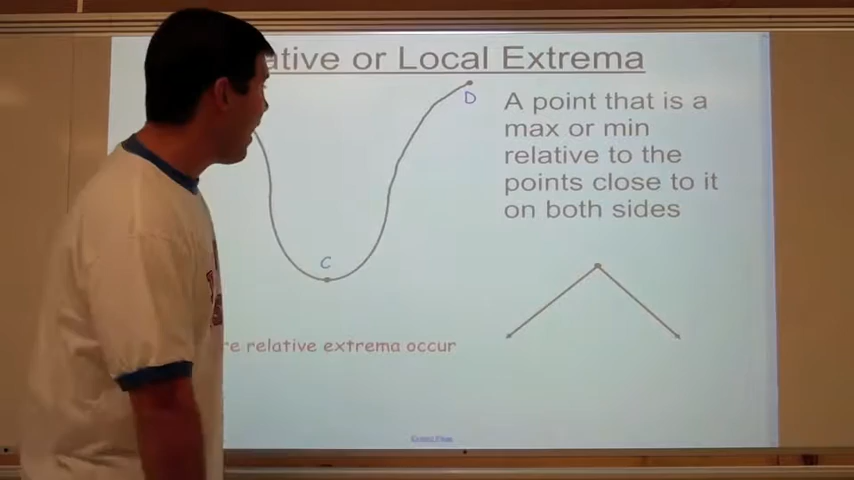 ative or Local Extrema
D
A point that is a
max or min
relative to the
points close to it
on both sides
C
re relative extrema occur